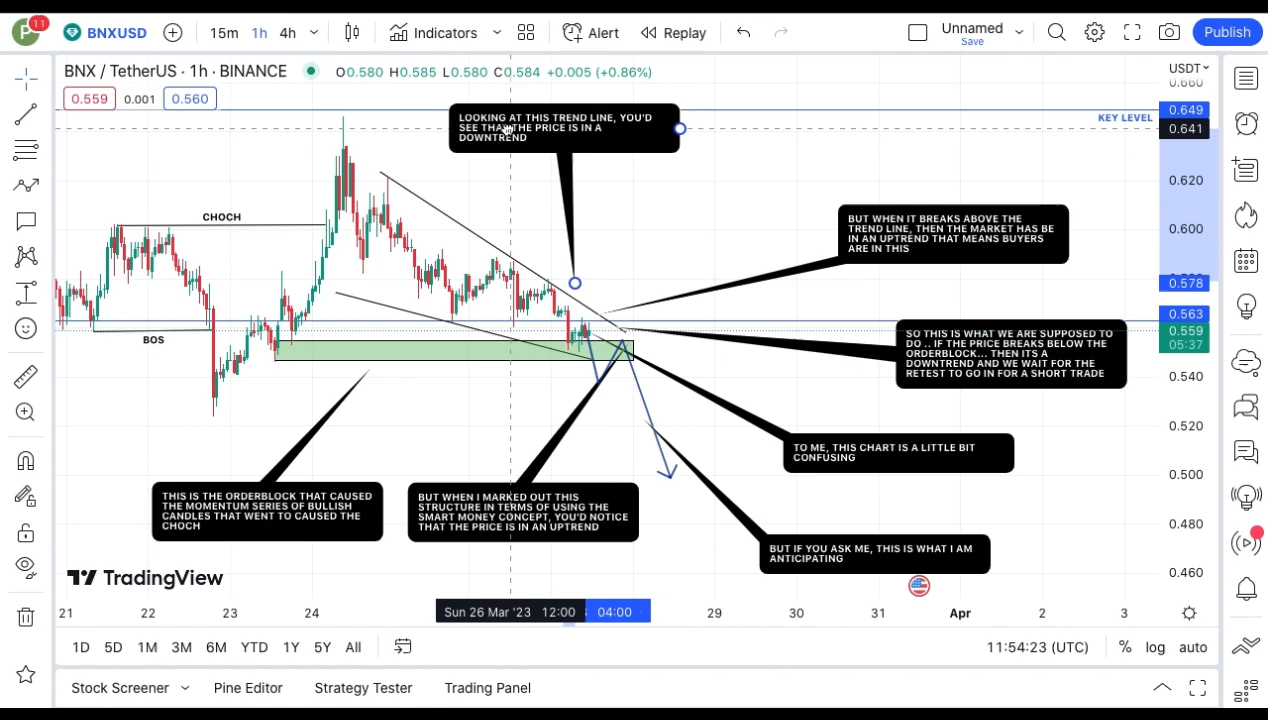 P
11
BNXUSD
15m
1h
4h
Indicators
Alert
Replay
Unnamed
Save
Publish
BNX / TetherUS · 1h · BINANCE
O0.580 H0.585 L0.580 C0.584 +0.005 (+0.86%)
0.559
0.001
0.560
USDT
0.660
0.649
0.641
0.620
0.600
0.578
0.563
0.559
05:37
0.540
0.520
0.500
0.480
0.460
KEY LEVEL
LOOKING AT THIS TREND LINE, YOU'D
SEE THAT THE PRICE IS IN A
DOWNTREND
CHOCH
BOS
BUT WHEN IT BREAKS ABOVE THE
TREND LINE, THEN THE MARKET HAS BE
IN AN UPTREND THAT MEANS BUYERS
ARE IN THIS
SO THIS IS WHAT WE ARE SUPPOSED TO
DO .. IF THE PRICE BREAKS BELOW THE
ORDERBLOCK... THEN ITS A
DOWNTREND AND WE WAIT FOR THE
RETEST TO GO IN FOR A SHORT TRADE
TO ME, THIS CHART IS A LITTLE BIT
CONFUSING
THIS IS THE ORDERBLOCK THAT CAUSED
THE MOMENTUM SERIES OF BULLISH
CANDLES THAT WENT TO CAUSED THE
CHOCH
BUT WHEN I MARKED OUT THIS
STRUCTURE IN TERMS OF USING THE
SMART MONEY CONCEPT, YOU'D NOTICE
THAT THE PRICE IS IN AN UPTREND
BUT IF YOU ASK ME, THIS IS WHAT I AM
ANTICIPATING
TradingView
21
22
23
24
Sun 26 Mar '23 12:00
04:00
29
30
31
Apr
2
3
1D
5D
1M
3M
6M
YTD
1Y
5Y
All
11:54:23 (UTC)
%
log
auto
Stock Screener
Pine Editor
Strategy Tester
Trading Panel